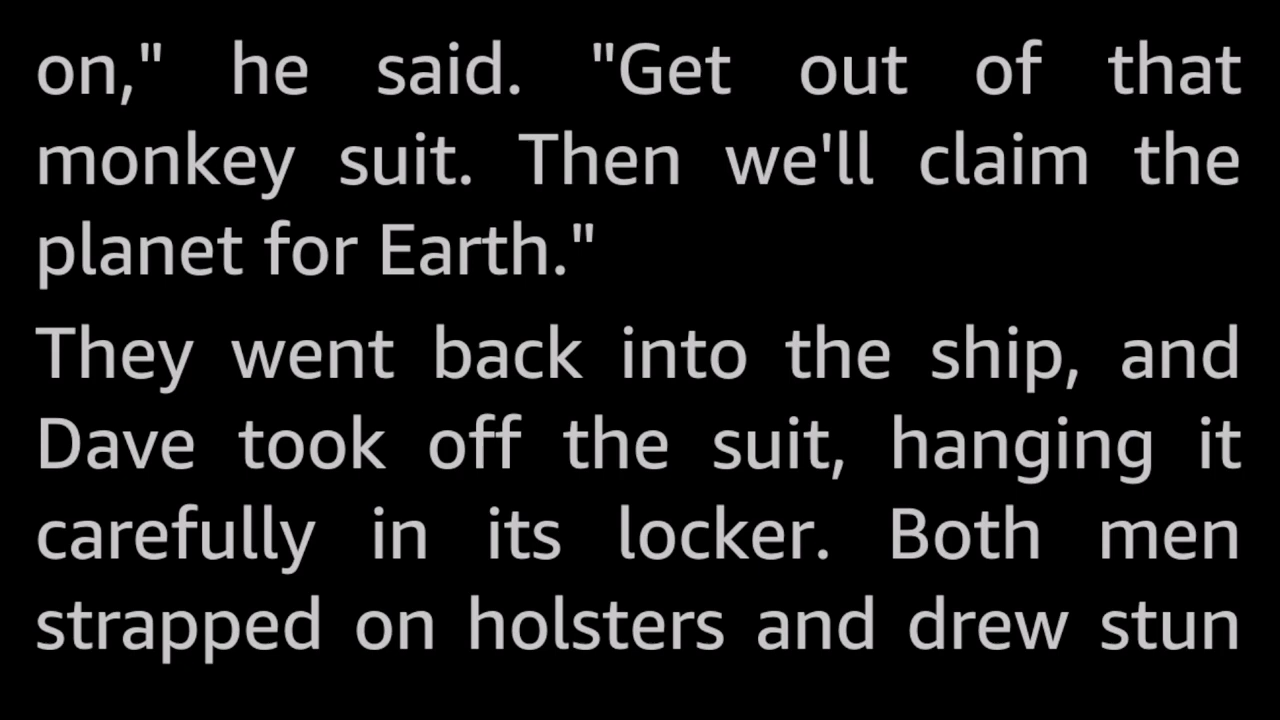 on," he said. "Get out of that
monkey suit. Then we'll claim the
planet for Earth."
They went back into the ship, and
Dave took off the suit, hanging it
carefully in its locker. Both men
strapped on holsters and drew stun